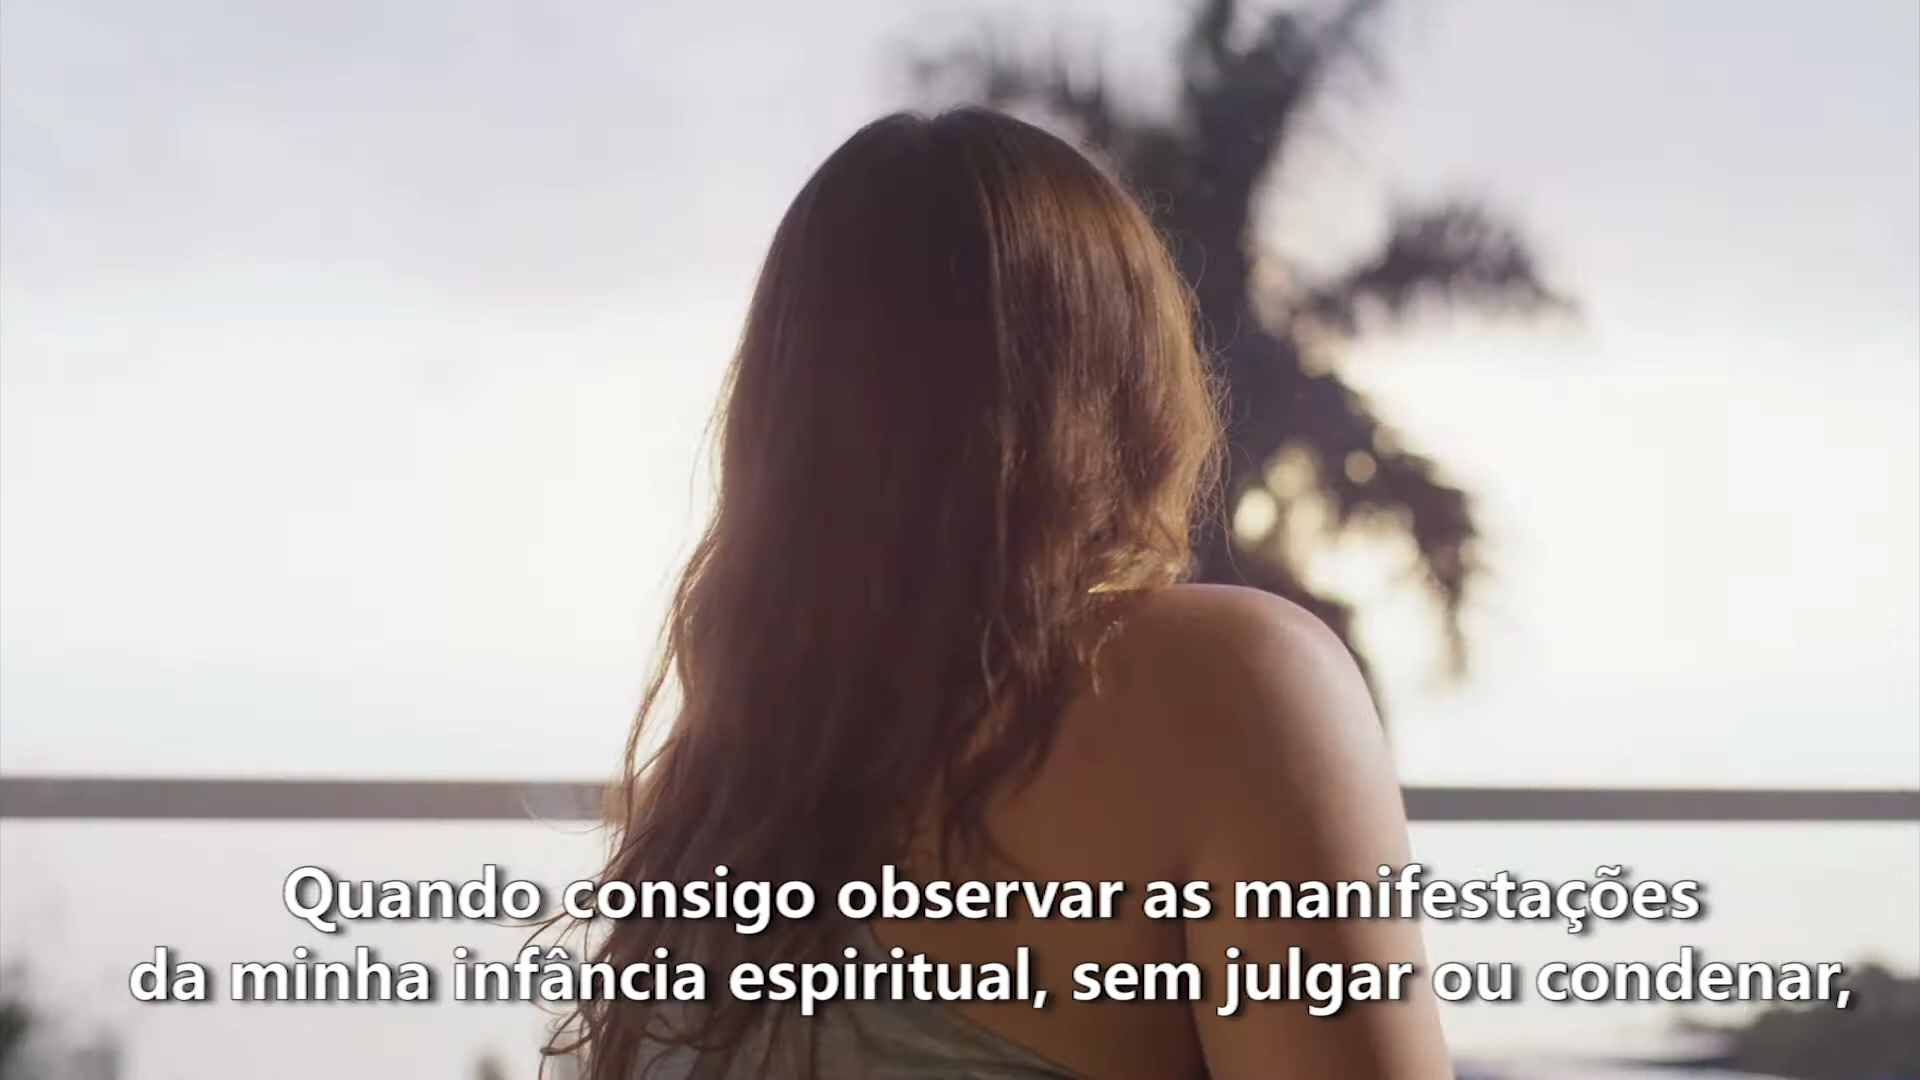 Quando consigo observar as manifestações
da minha infância espiritual, sem julgar ou condenar,